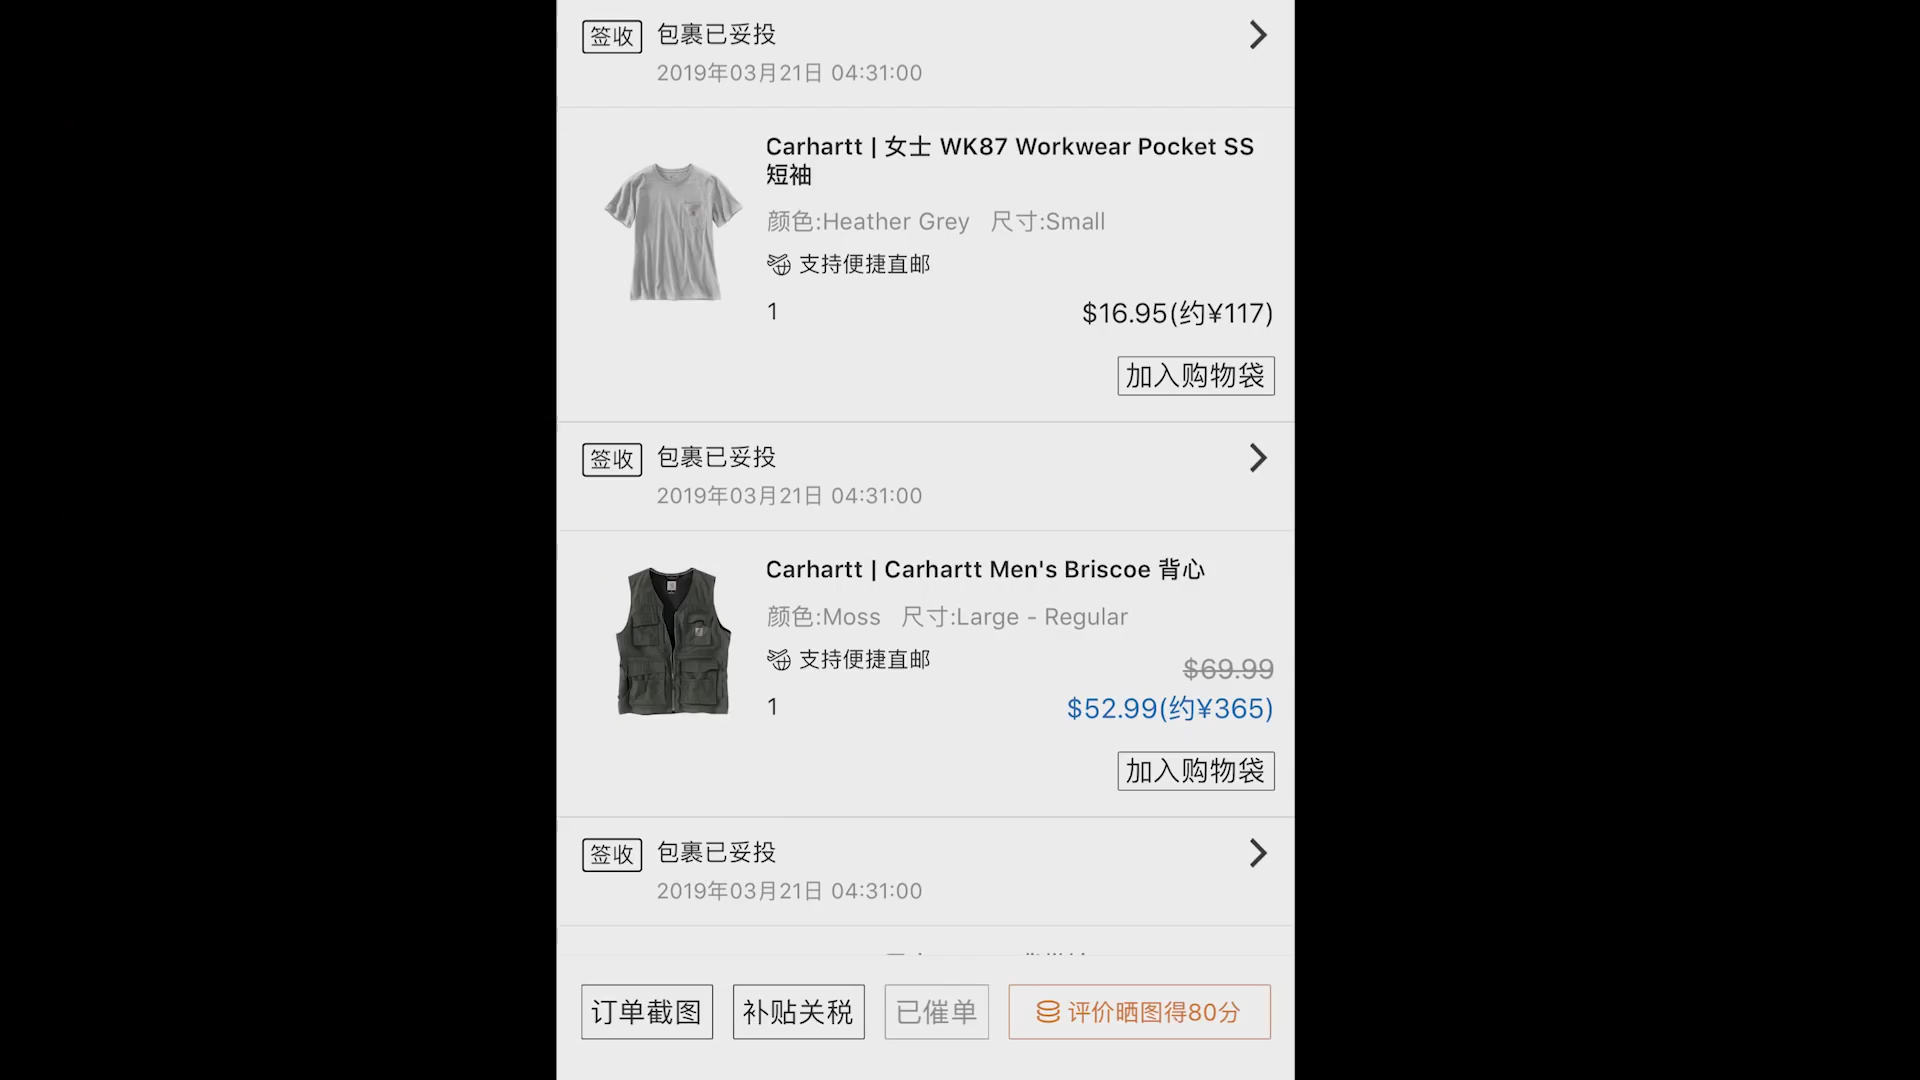 签收 包裹已妥投
2019年03月21日 04:31:00
Carhartt | 女士 WK87 Workwear Pocket SS
短袖
颜色:Heather Grey 尺寸:Small
支持便捷直邮
1 $16.95(约¥117)
加入购物袋
签收 包裹已妥投
2019年03月21日 04:31:00
Carhartt | Carhartt Men's Briscoe 背心
颜色:Moss 尺寸:Large - Regular
支持便捷直邮
$69.99
1 $52.99(约¥365)
加入购物袋
签收 包裹已妥投
2019年03月21日 04:31:00
订单截图 补贴关税 已催单 评价晒图得80分